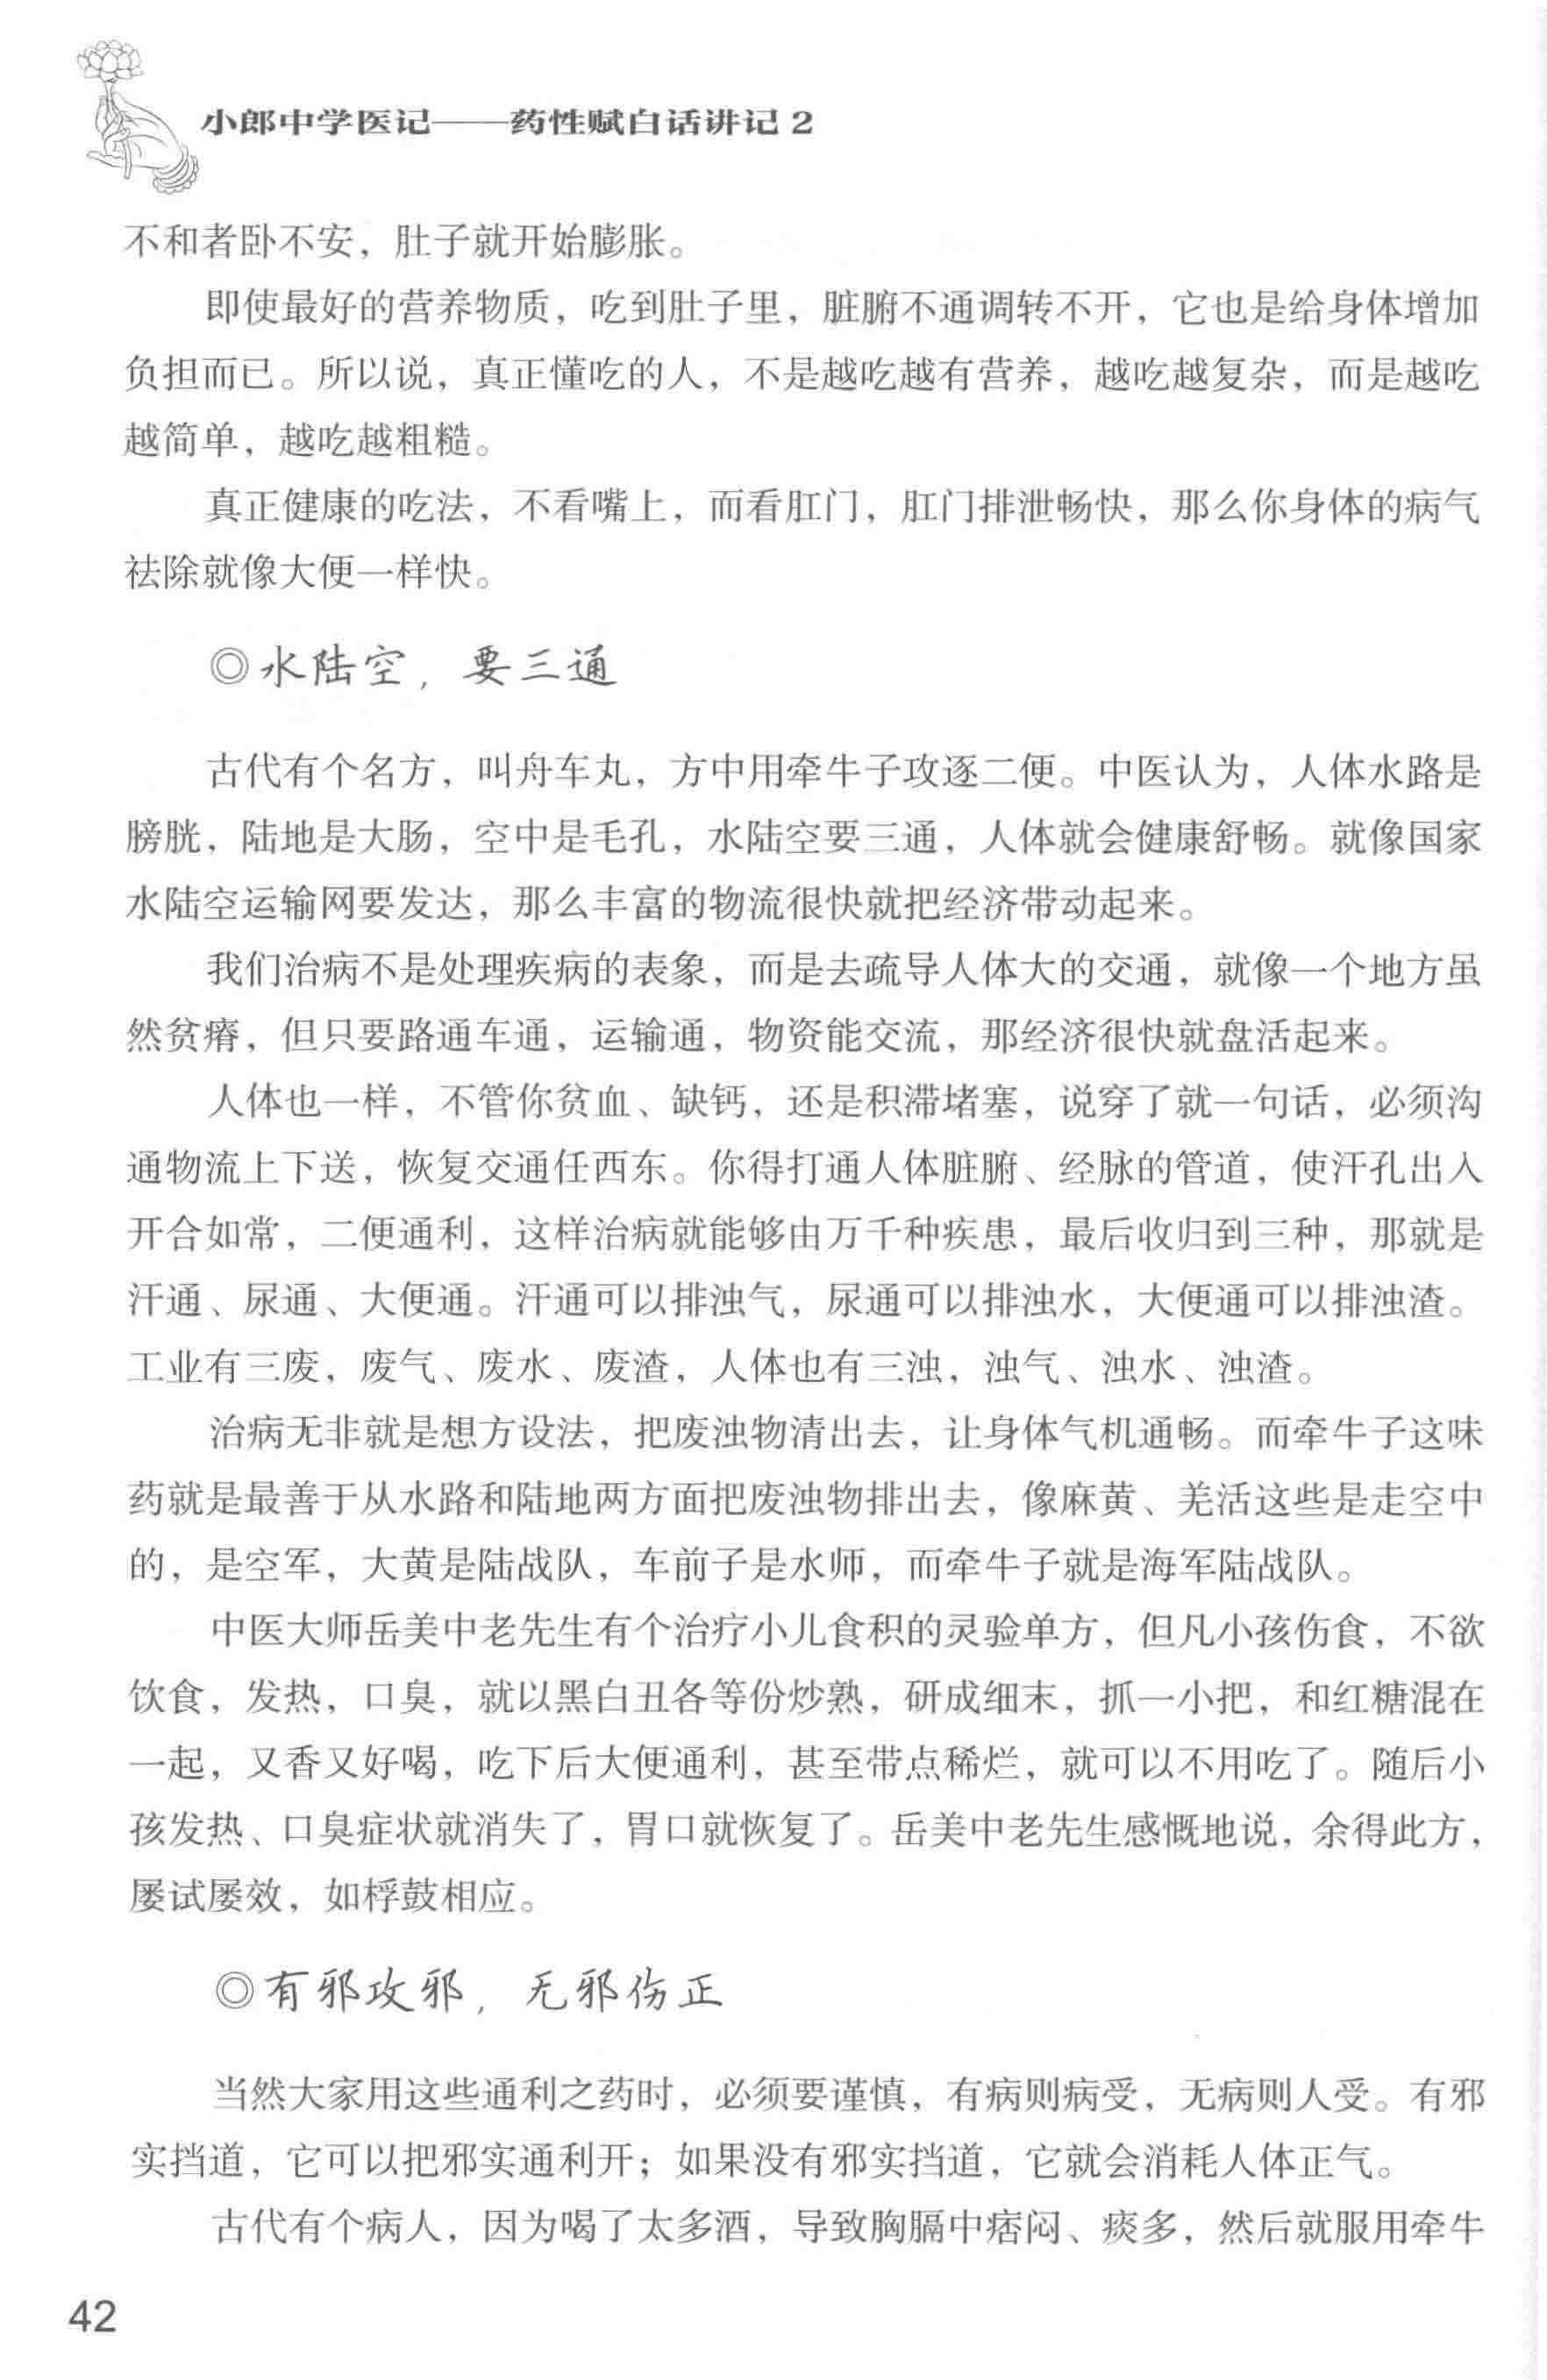 小郎中学医记——药性赋白话讲记 2
不和者卧不安，肚子就开始膨胀。
即使最好的营养物质，吃到肚子里，脏腑不通调转不开，它也是给身体增加
负担而已。所以说，真正懂吃的人，不是越吃越有营养，越吃越复杂，而是越吃
越简单，越吃越粗糙。
真正健康的吃法，不看嘴上，而看肛门，肛门排泄畅快，那么你身体的病气
祛除就像大便一样快。
◎水陆空，要三通
古代有个名方，叫舟车丸，方中用牵牛子攻逐二便。中医认为，人体水路是
膀胱，陆地是大肠，空中是毛孔，水陆空要三通，人体就会健康舒畅。就像国家
水陆空运输网要发达，那么丰富的物流很快就把经济带动起来。
我们治病不是处理疾病的表象，而是去疏导人体大的交通，就像一个地方虽
然贫瘠，但只要路通车通，运输通，物资能交流，那经济很快就盘活起来。
人体也一样，不管你贫血、缺钙，还是积滞堵塞，说穿了就一句话，必须沟
通物流上下送，恢复交通任西东。你得打通人体脏腑、经脉的管道，使汗孔出入
开合如常，二便通利，这样治病就能够由万千种疾患，最后收归到三种，那就是
汗通、尿通、大便通。汗通可以排浊气，尿通可以排浊水，大便通可以排浊渣。
工业有三废，废气、废水、废渣，人体也有三浊，浊气、浊水、浊渣。
治病无非就是想方设法，把废浊物清出去，让身体气机通畅。而牵牛子这味
药就是最善于从水路和陆地两方面把废浊物排出去，像麻黄、羌活这些是走空中
的，是空军，大黄是陆战队，车前子是水师，而牵牛子就是海军陆战队。
中医大师岳美中老先生有个治疗小儿食积的灵验单方，但凡小孩伤食，不欲
饮食，发热，口臭，就以黑白丑各等份炒熟，研成细末，抓一小把，和红糖混在
一起，又香又好喝，吃下后大便通利，甚至带点稀烂，就可以不用吃了。随后小
孩发热、口臭症状就消失了，胃口就恢复了。岳美中老先生感慨地说，余得此方，
屡试屡效，如桴鼓相应。
◎有邪攻邪，无邪伤正
当然大家用这些通利之药时，必须要谨慎，有病则病受，无病则人受。有邪
实挡道，它可以把邪实通利开；如果没有邪实挡道，它就会消耗人体正气。
古代有个病人，因为喝了太多酒，导致胸膈中痞闷、痰多，然后就服用牵牛
42